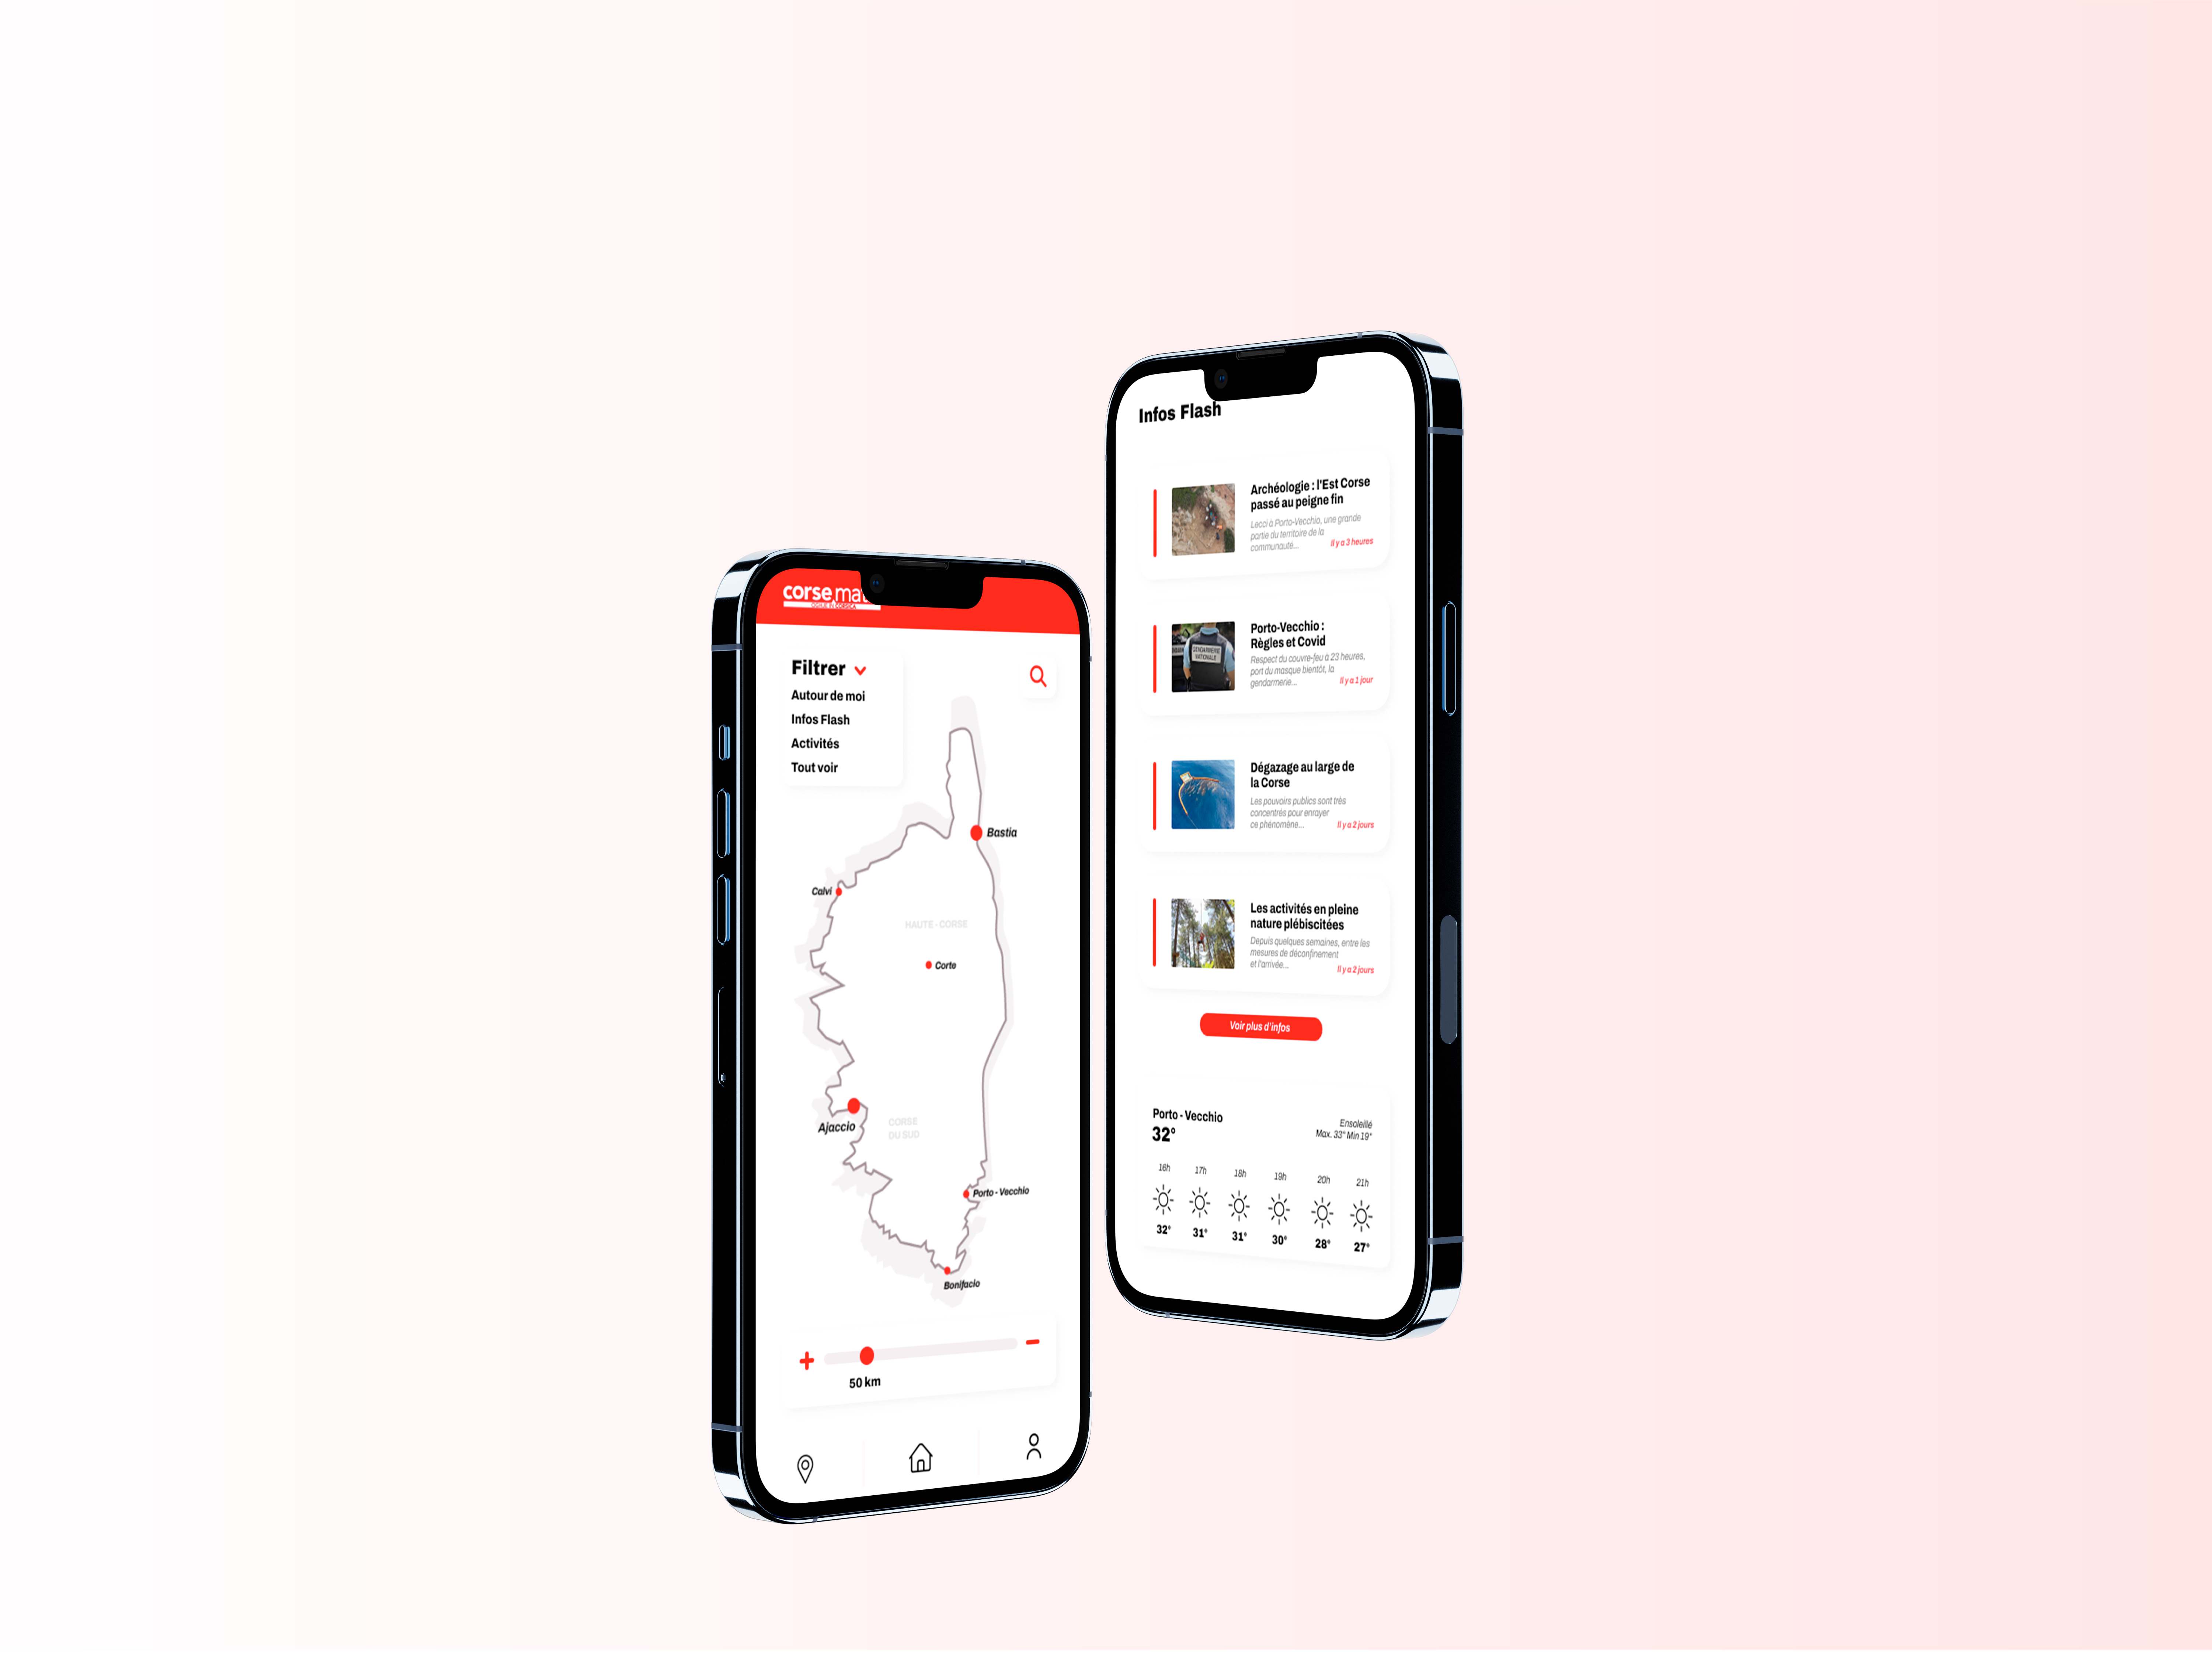 corse mat
Filtrer
Autour de moi
Infos Flash
Activités
Tout voir
Bastia
Calvi
HAUTE - CORSE
Corte
Ajaccio
CORSE
DU SUD
Porto - Vecchio
Bonifacio
+
−
50 km
Infos Flash
Archéologie : l'Est Corse
passé au peigne fin
Lecci à Porto-Vecchio, une grande
partie du territoire de la
communauté...
Il y a 3 heures
Porto-Vecchio :
Règles et Covid
Respect du couvre-feu à 23 heures,
port du masque bientôt, la
gendarmerie...
Il y a 1 jour
GENDARMERIE
NATIONALE
Dégazage au large de
la Corse
Les pouvoirs publics sont très
concentrés pour enrayer
ce phénomène...
Il y a 2 jours
Les activités en pleine
nature plébiscitées
Depuis quelques semaines, entre les
mesures de déconfinement
et l'arrivée...
Il y a 2 jours
Voir plus d'infos
Porto - Vecchio
32°
Ensoleillé
Max. 33° Min 19°
16h 17h 18h 19h 20h 21h
32° 31° 31° 30° 28° 27°